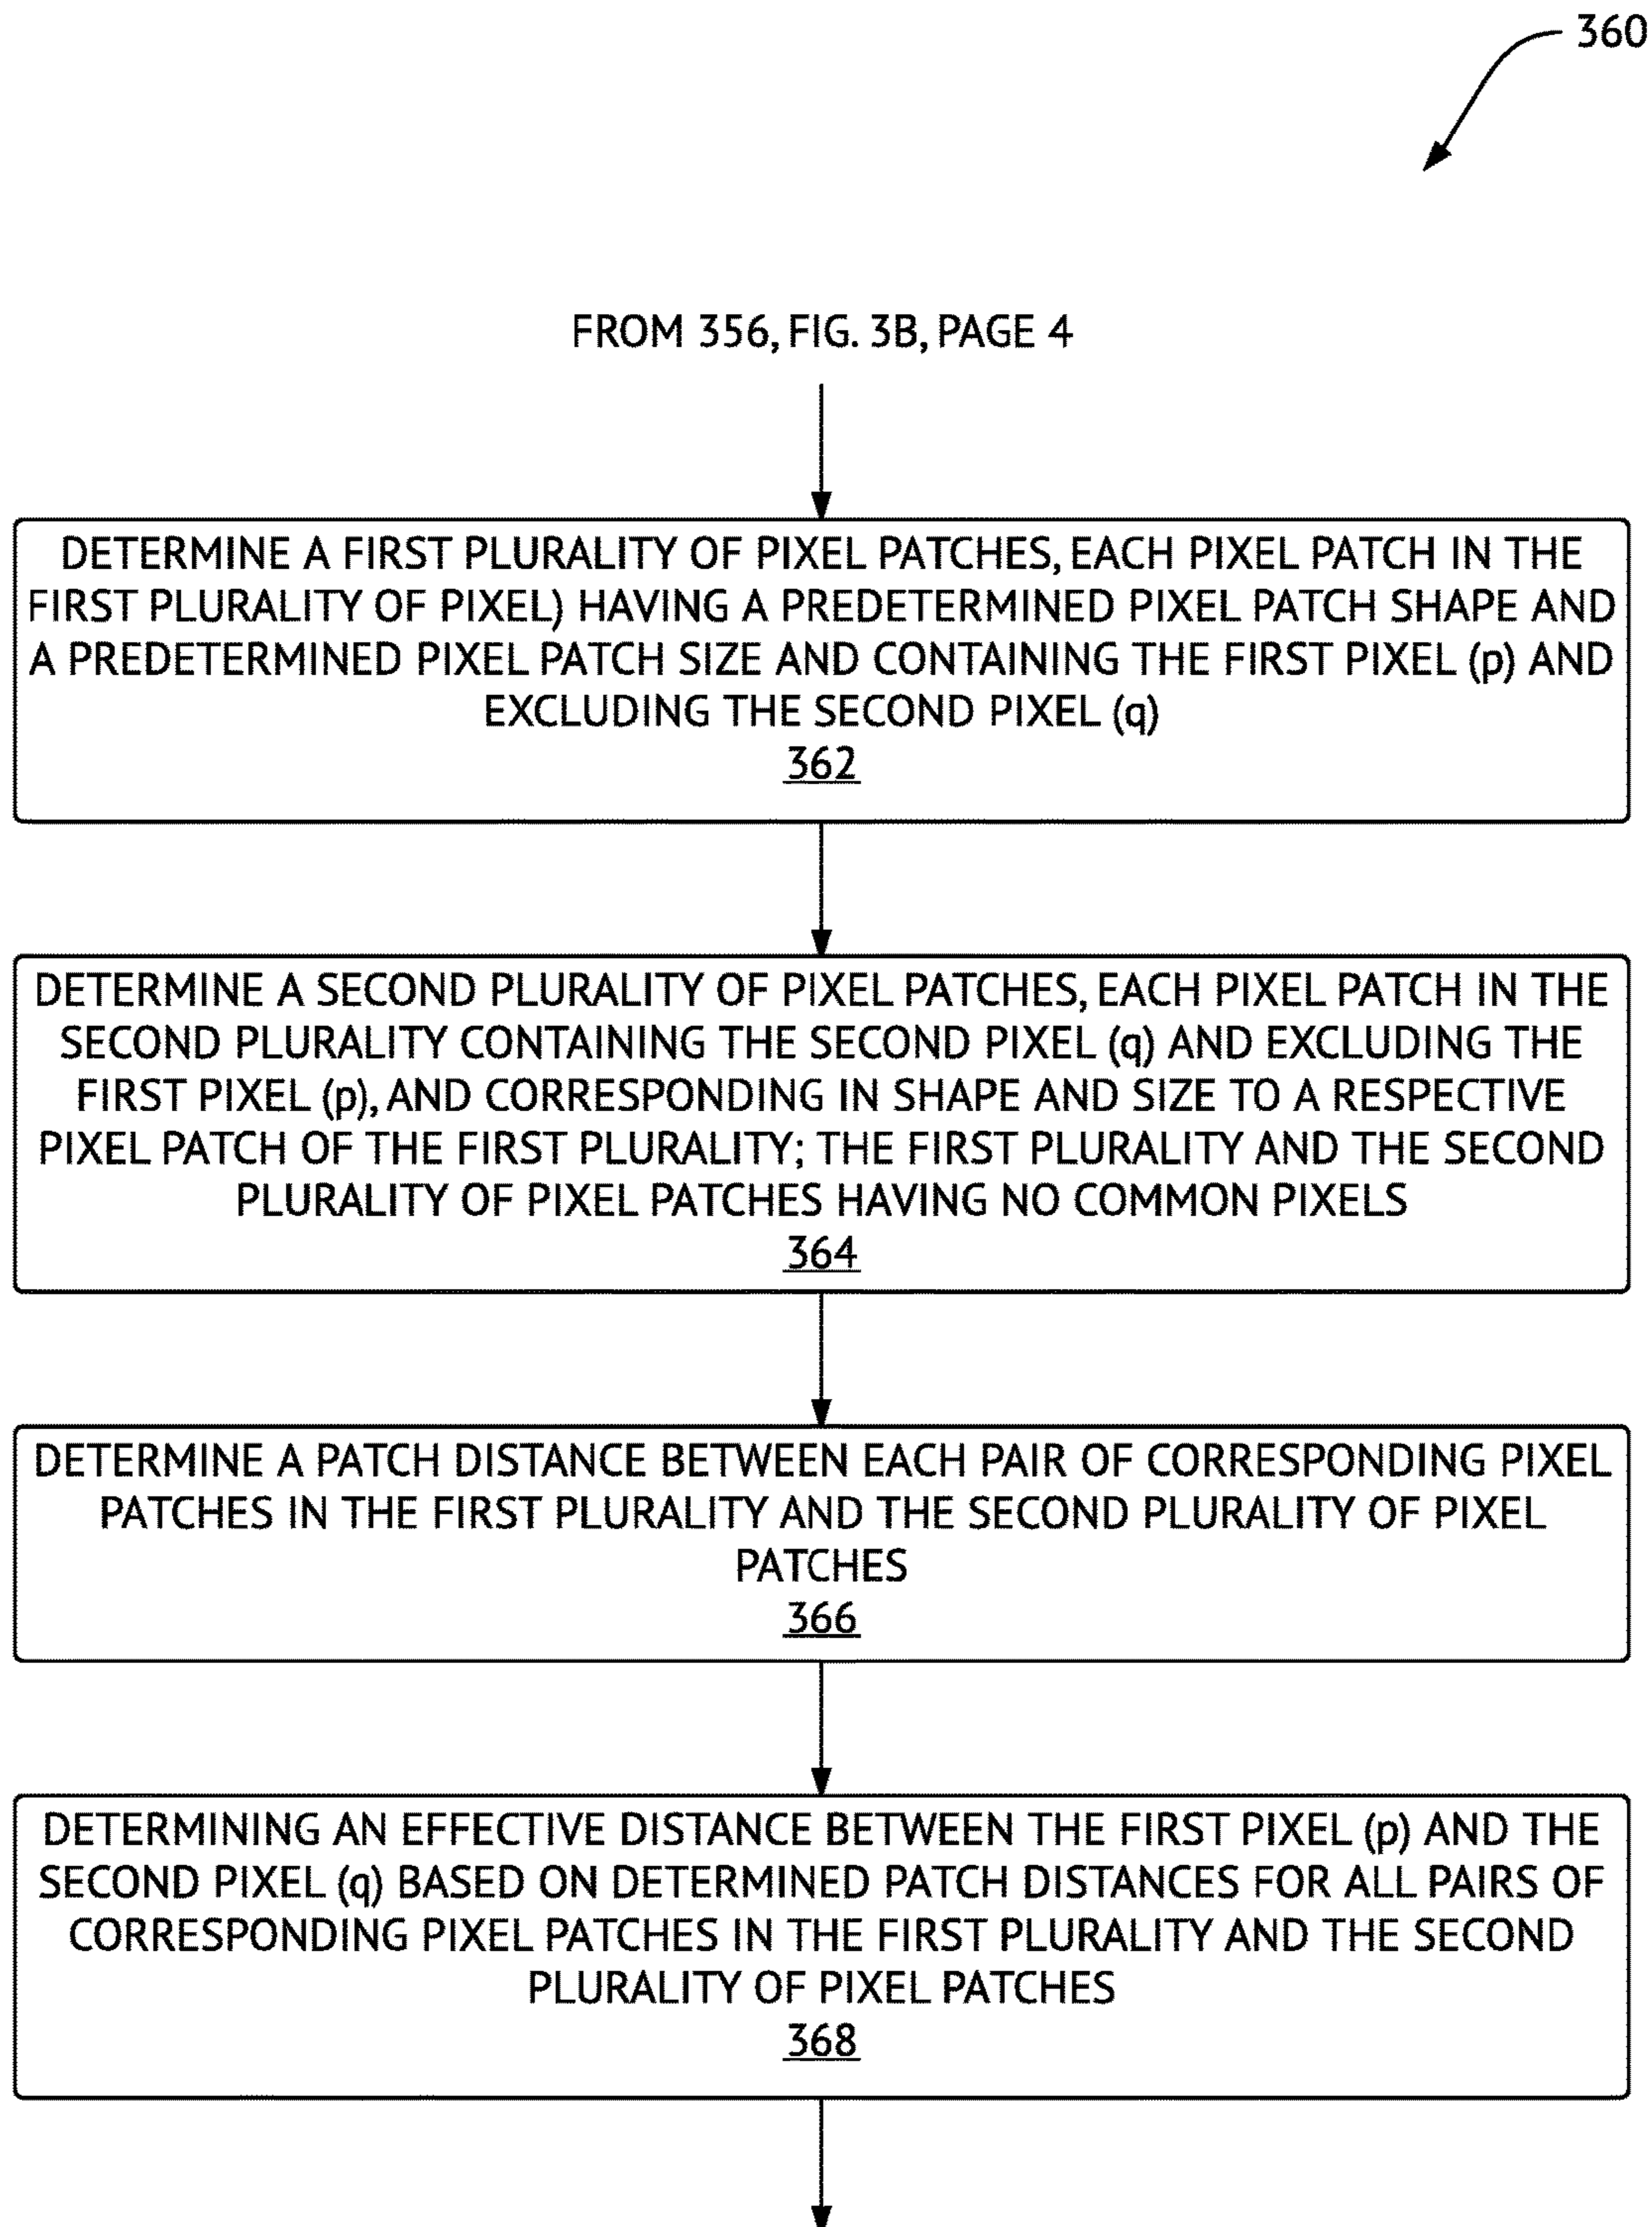 360
FROM 356, FIG. 3B, PAGE 4
DETERMINE A FIRST PLURALITY OF PIXEL PATCHES, EACH PIXEL PATCH IN THE
FIRST PLURALITY OF PIXEL) HAVING A PREDETERMINED PIXEL PATCH SHAPE AND
A PREDETERMINED PIXEL PATCH SIZE AND CONTAINING THE FIRST PIXEL (p) AND
EXCLUDING THE SECOND PIXEL (q)
362
DETERMINE A SECOND PLURALITY OF PIXEL PATCHES, EACH PIXEL PATCH IN THE
SECOND PLURALITY CONTAINING THE SECOND PIXEL (q) AND EXCLUDING THE
FIRST PIXEL (p), AND CORRESPONDING IN SHAPE AND SIZE TO A RESPECTIVE
PIXEL PATCH OF THE FIRST PLURALITY; THE FIRST PLURALITY AND THE SECOND
PLURALITY OF PIXEL PATCHES HAVING NO COMMON PIXELS
364
DETERMINE A PATCH DISTANCE BETWEEN EACH PAIR OF CORRESPONDING PIXEL
PATCHES IN THE FIRST PLURALITY AND THE SECOND PLURALITY OF PIXEL
PATCHES
366
DETERMINING AN EFFECTIVE DISTANCE BETWEEN THE FIRST PIXEL (p) AND THE
SECOND PIXEL (q) BASED ON DETERMINED PATCH DISTANCES FOR ALL PAIRS OF
CORRESPONDING PIXEL PATCHES IN THE FIRST PLURALITY AND THE SECOND
PLURALITY OF PIXEL PATCHES
368